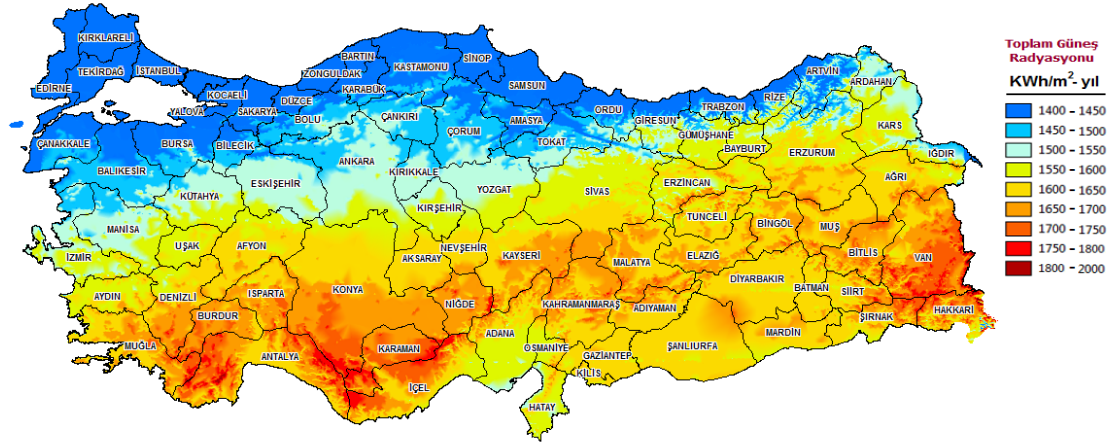 KIRKLARELİ
TEKİRDAĞ
İSTANBUL
EDİRNE
KOCAELİ
YALOVA
SAKARYA
DÜZCE
ZONGULDAK
BARTIN
KARABÜK
KASTAMONU
SİNOP
SAMSUN
ORDU
GİRESUN
TRABZON
RİZE
ARTVİN
ARDAHAN
KARS
IĞDIR
ÇANAKKALE
BURSA
BİLECİK
BOLU
ÇANKIRI
ÇORUM
AMASYA
TOKAT
GÜMÜŞHANE
BAYBURT
ERZURUM
AĞRI
BALIKESİR
KÜTAHYA
ESKİŞEHİR
ANKARA
KIRIKKALE
YOZGAT
SİVAS
ERZİNCAN
TUNCELİ
BİNGÖL
MUŞ
MANİSA
UŞAK
AFYON
KIRŞEHİR
NEVŞEHİR
AKSARAY
KAYSERİ
MALATYA
ELAZIĞ
BİTLİS
VAN
İZMİR
AYDIN
DENİZLİ
ISPARTA
BURDUR
KONYA
NİĞDE
KAHRAMANMARAŞ
ADIYAMAN
DİYARBAKIR
BATMAN
SİİRT
ŞIRNAK
HAKKARİ
MUĞLA
ANTALYA
KARAMAN
İÇEL
ADANA
OSMANİYE
GAZİANTEP
KİLİS
HATAY
ŞANLIURFA
MARDİN
Toplam Güneş
Radyasyonu
KWh/m²- yıl
1400 - 1450
1450 - 1500
1500 - 1550
1550 - 1600
1600 - 1650
1650 - 1700
1700 - 1750
1750 - 1800
1800 - 2000